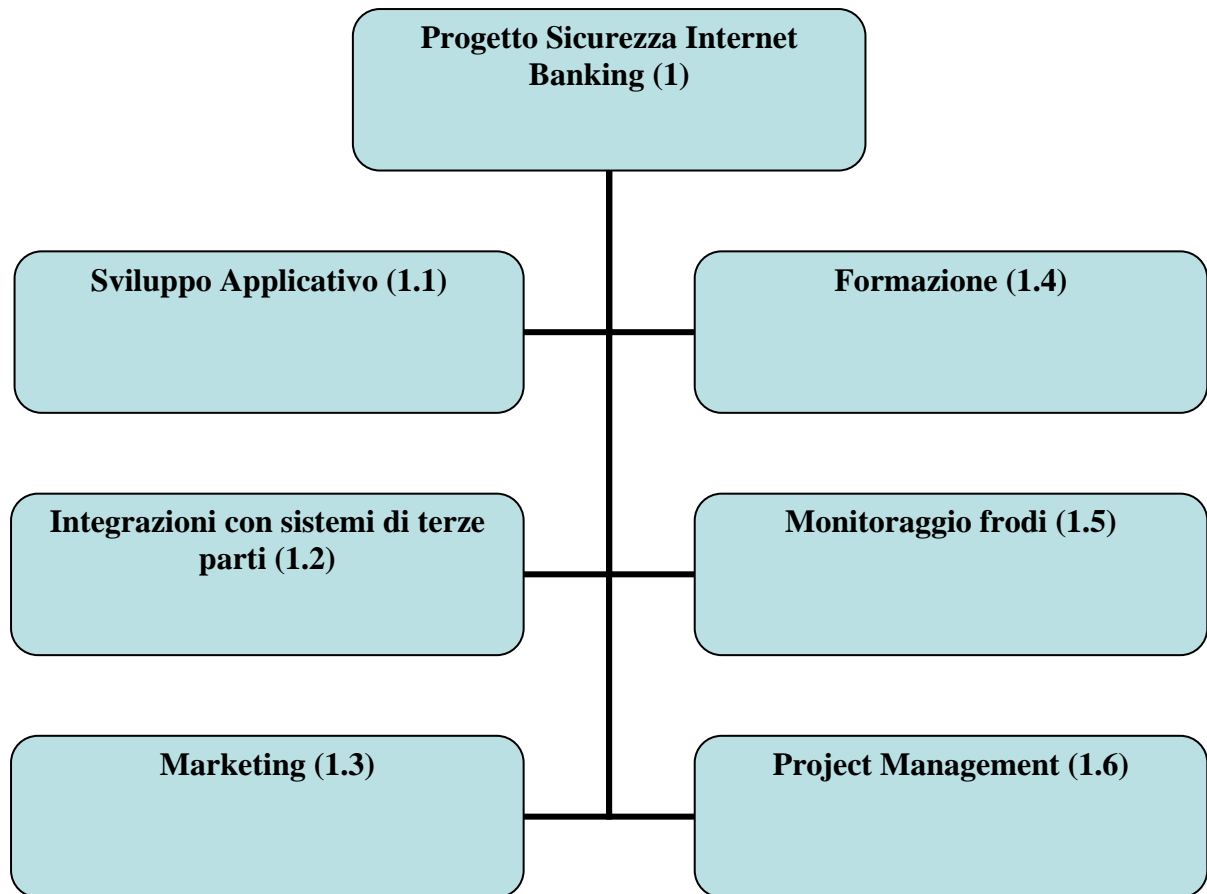 Progetto Sicurezza Internet
Banking (1)
Sviluppo Applicativo (1.1)
Formazione (1.4)
Integrazioni con sistemi di terze
parti (1.2)
Monitoraggio frodi (1.5)
Marketing (1.3)
Project Management (1.6)